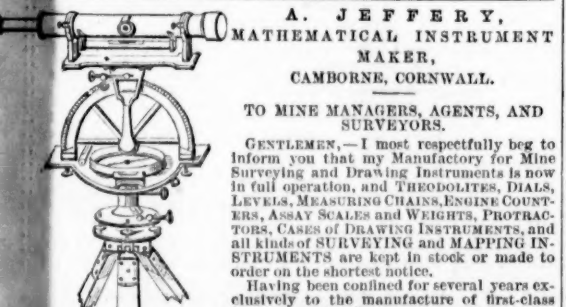 A. JEFFERY,
MATHEMATICAL INSTRUMENT
MAKER,
CAMBORNE, CORNWALL.
TO MINE MANAGERS, AGENTS, AND
SURVEYORS.
GENTLEMEN,—I most respectfully beg to
inform you that my Manufactory for Mine
Surveying and Drawing Instruments is now
in full operation, and THEODOLITES, DIALS,
LEVELS, MEASURING CHAINS, ENGINE COUNT-
ERS, ASSAY SCALES and WEIGHTS, PROTRAC-
TORS, CASES of DRAWING INSTRUMENTS, and
all kinds of SURVEYING and MAPPING IN-
STRUMENTS are kept in stock or made to
order on the shortest notice.
Having been confined for several years ex-
clusively to the manufacture of first-class